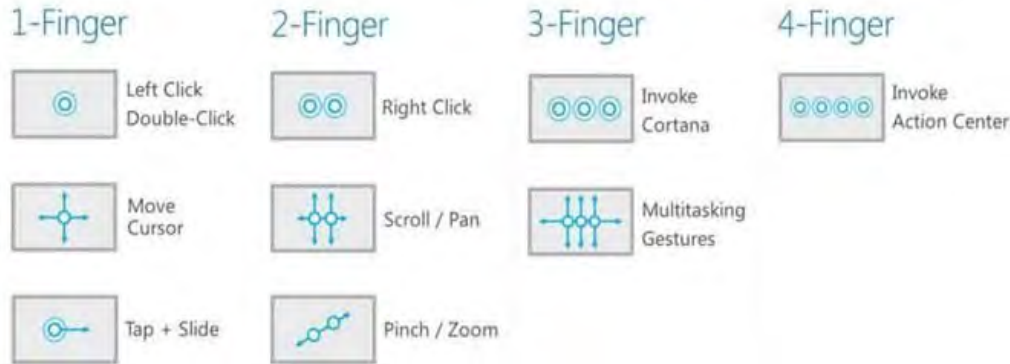 1-Finger
Left Click
Double-Click
Move
Cursor
Tap + Slide
2-Finger
Right Click
Scroll / Pan
Pinch / Zoom
3-Finger
Invoke
Cortana
Multitasking
Gestures
4-Finger
Invoke
Action Center